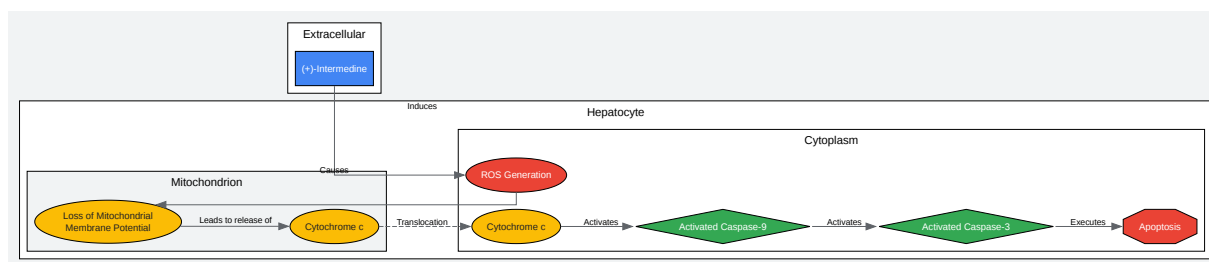 Extracellular
(+)-Intermedine
Induces
Hepatocyte
Cytoplasm
Causes
ROS Generation
Mitochondrion
Loss of Mitochondrial
Membrane Potential
Leads to release of
Cytochrome c
Translocation
Cytochrome c
Activates
Activated Caspase-9
Activates
Activated Caspase-3
Executes
Apoptosis